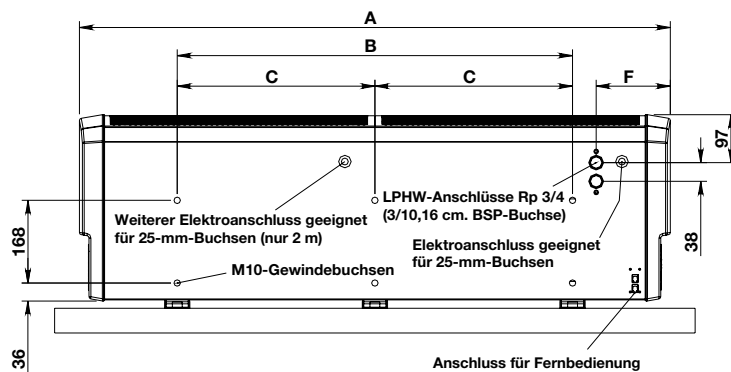 A
B
C
C
F
97
LPHW-Anschlüsse Rp 3/4
(3/10,16 cm. BSP-Buchse)
Weiterer Elektroanschluss geeignet
für 25-mm-Buchsen (nur 2 m)
38
168
Elektroanschluss geeignet
für 25-mm-Buchsen
M10-Gewindebuchsen
36
Anschluss für Fernbedienung